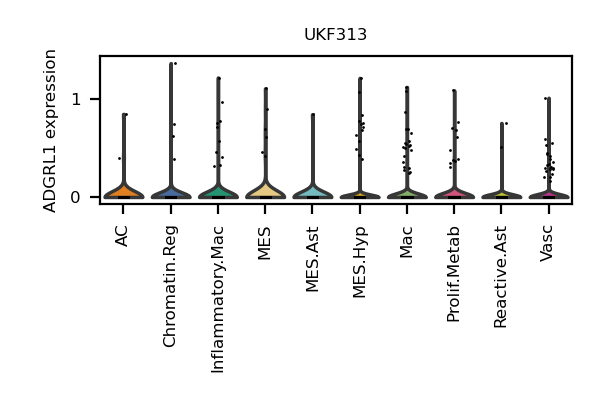 UKF313
ADGRL1 expression
1
0
AC
Chromatin.Reg
Inflammatory.Mac
MES
MES.Ast
MES.Hyp
Mac
Prolif.Metab
Reactive.Ast
Vasc